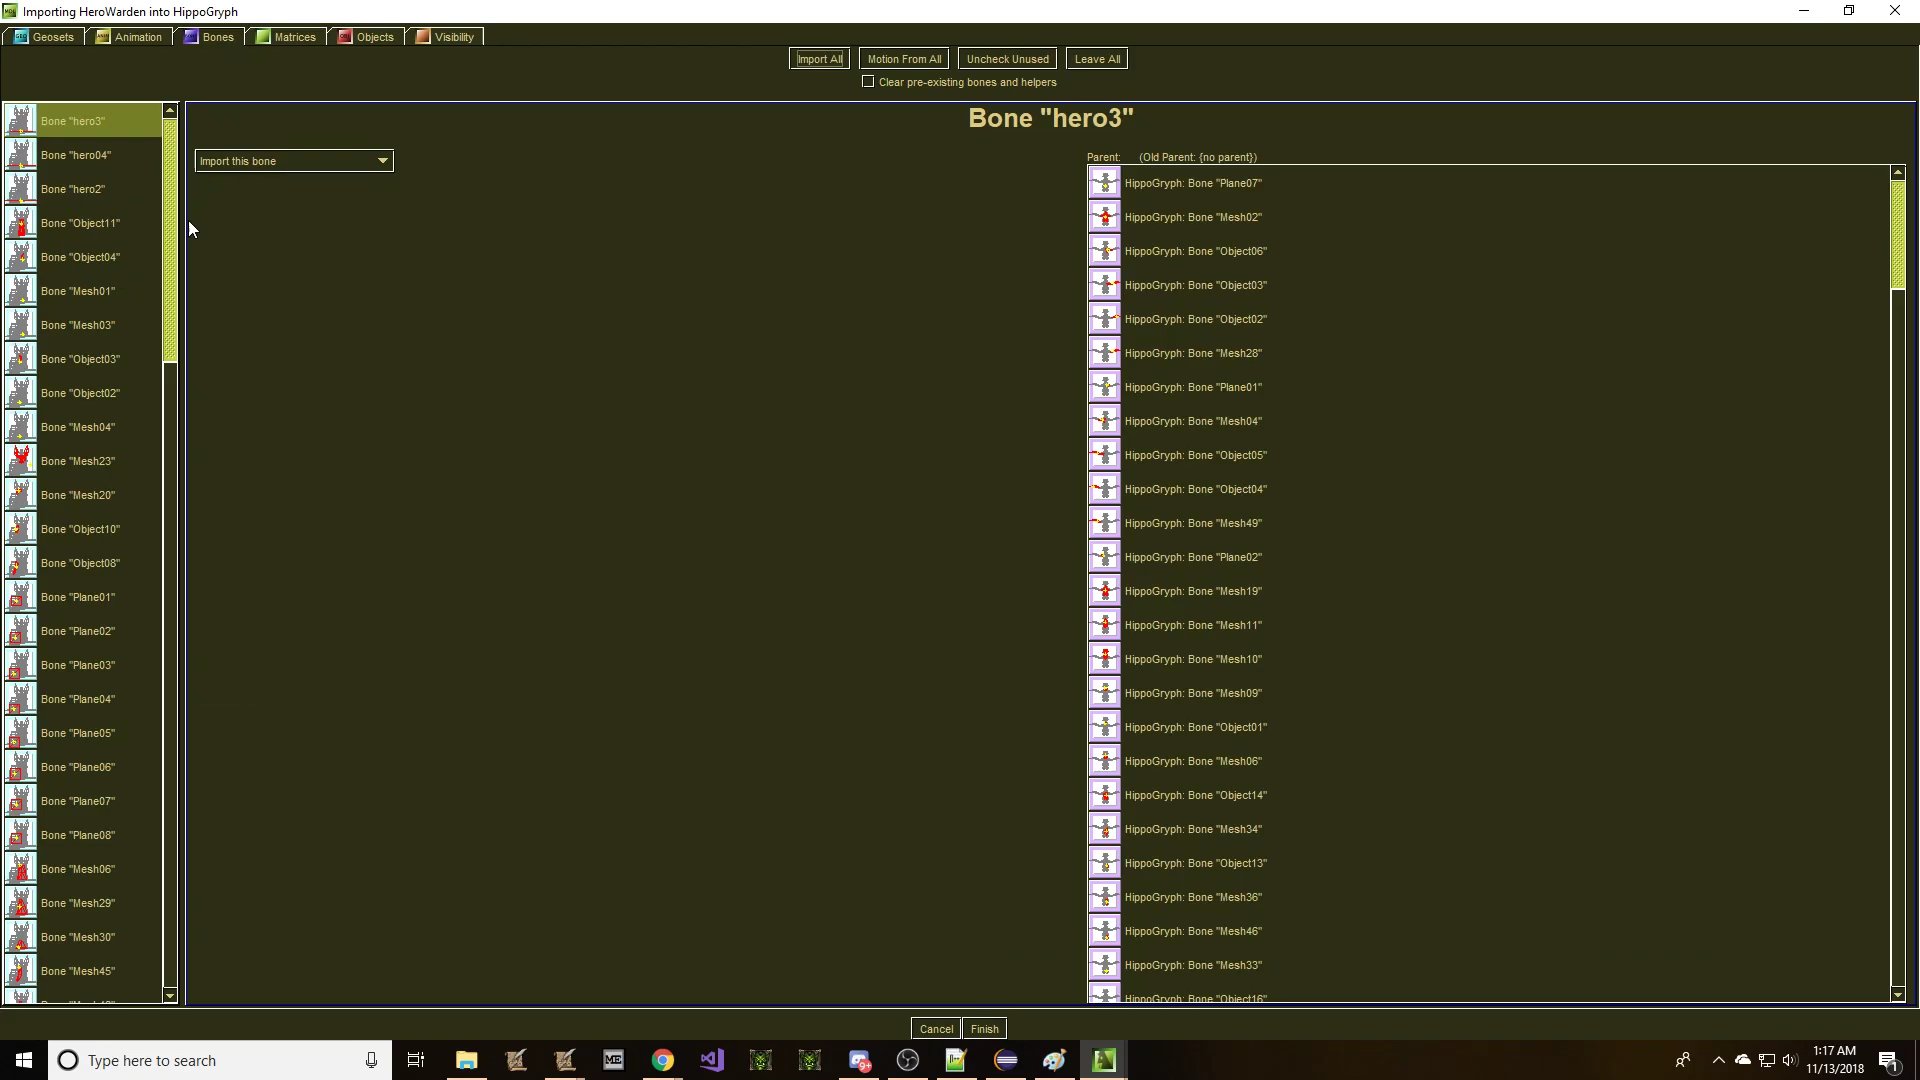 Importing HeroWarden into HippoGryph
Geosets
Animation
Bones
Matrices
Objects
Visibility
Import All
Motion From All
Uncheck Unused
Leave All
Clear pre-existing bones and helpers
Bone "hero3"
Bone "hero04"
Bone "hero2"
Bone "Object11"
Bone "Object04"
Bone "Mesh01"
Bone "Mesh03"
Bone "Object03"
Bone "Object02"
Bone "Mesh04"
Bone "Mesh23"
Bone "Mesh20"
Bone "Object10"
Bone "Object08"
Bone "Plane01"
Bone "Plane02"
Bone "Plane03"
Bone "Plane04"
Bone "Plane05"
Bone "Plane06"
Bone "Plane07"
Bone "Plane08"
Bone "Mesh06"
Bone "Mesh29"
Bone "Mesh30"
Bone "Mesh45"
Bone "hero3"
Import this bone
Parent: (Old Parent: {no parent})
HippoGryph: Bone "Plane07"
HippoGryph: Bone "Mesh02"
HippoGryph: Bone "Object06"
HippoGryph: Bone "Object03"
HippoGryph: Bone "Object02"
HippoGryph: Bone "Mesh28"
HippoGryph: Bone "Plane01"
HippoGryph: Bone "Mesh04"
HippoGryph: Bone "Object05"
HippoGryph: Bone "Object04"
HippoGryph: Bone "Mesh49"
HippoGryph: Bone "Plane02"
HippoGryph: Bone "Mesh19"
HippoGryph: Bone "Mesh11"
HippoGryph: Bone "Mesh10"
HippoGryph: Bone "Mesh09"
HippoGryph: Bone "Object01"
HippoGryph: Bone "Mesh06"
HippoGryph: Bone "Object14"
HippoGryph: Bone "Mesh34"
HippoGryph: Bone "Object13"
HippoGryph: Bone "Mesh36"
HippoGryph: Bone "Mesh46"
HippoGryph: Bone "Mesh33"
HippoGryph: Bone "Object16"
Cancel
Finish
Type here to search
ME
9+
1:17 AM
11/13/2018
1